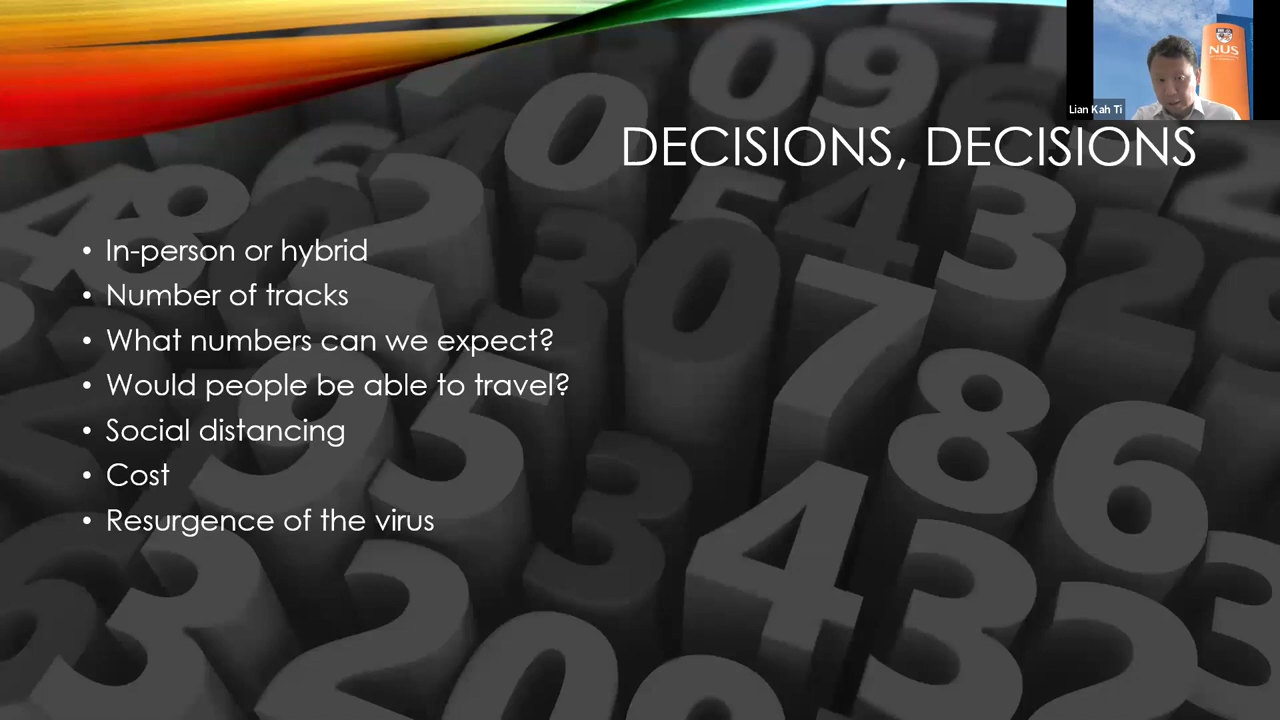 NUS
Lian Kah Ti
DECISIONS, DECISIONS
• In-person or hybrid
• Number of tracks
• What numbers can we expect?
• Would people be able to travel?
• Social distancing
• Cost
• Resurgence of the virus